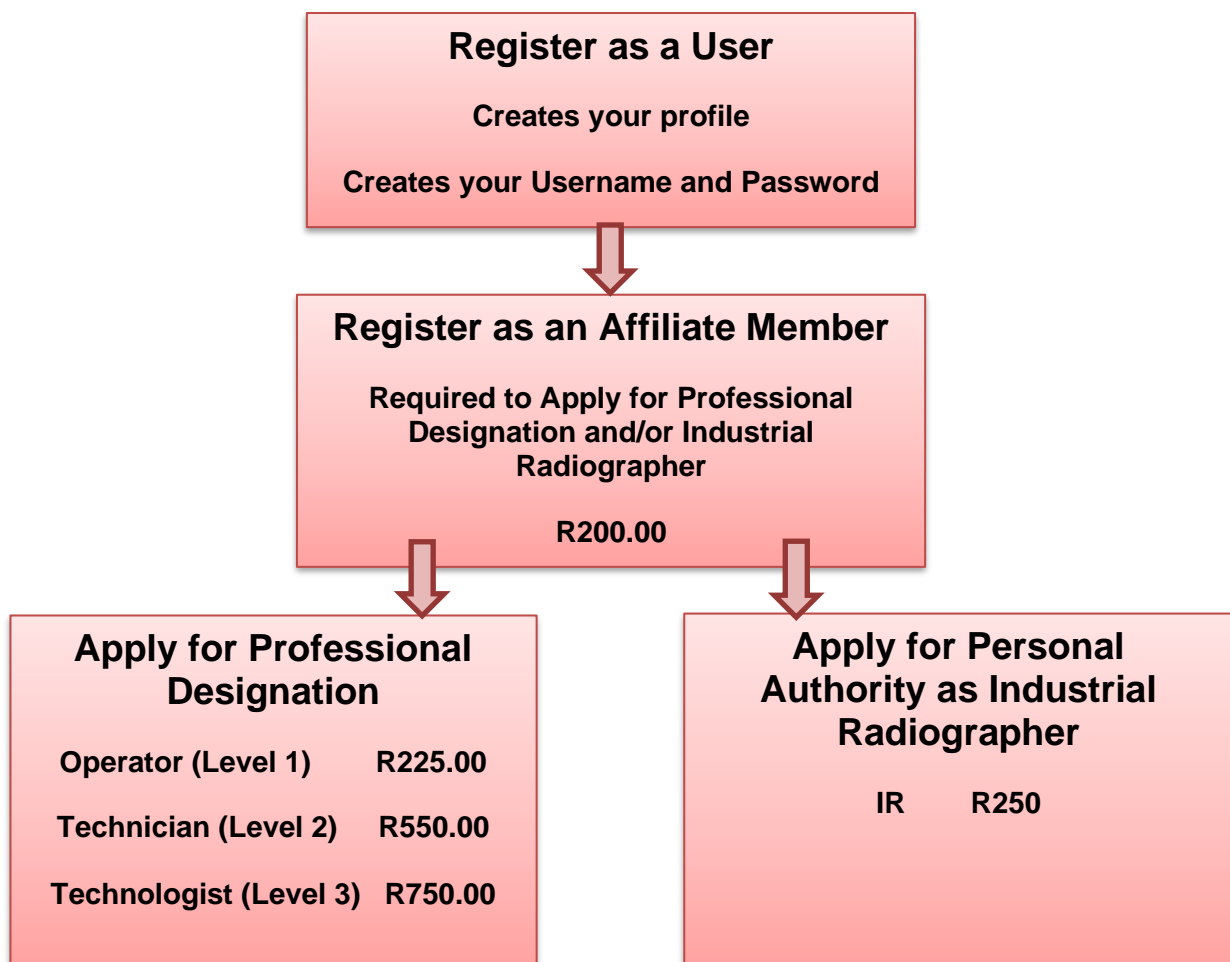 Register as a User
Creates your profile
Creates your Username and Password
Register as an Affiliate Member
Required to Apply for Professional
Designation and/or Industrial
Radiographer
R200.00
Apply for Professional
Designation
Operator (Level 1) R225.00
Technician (Level 2) R550.00
Technologist (Level 3) R750.00
Apply for Personal
Authority as Industrial
Radiographer
IR R250